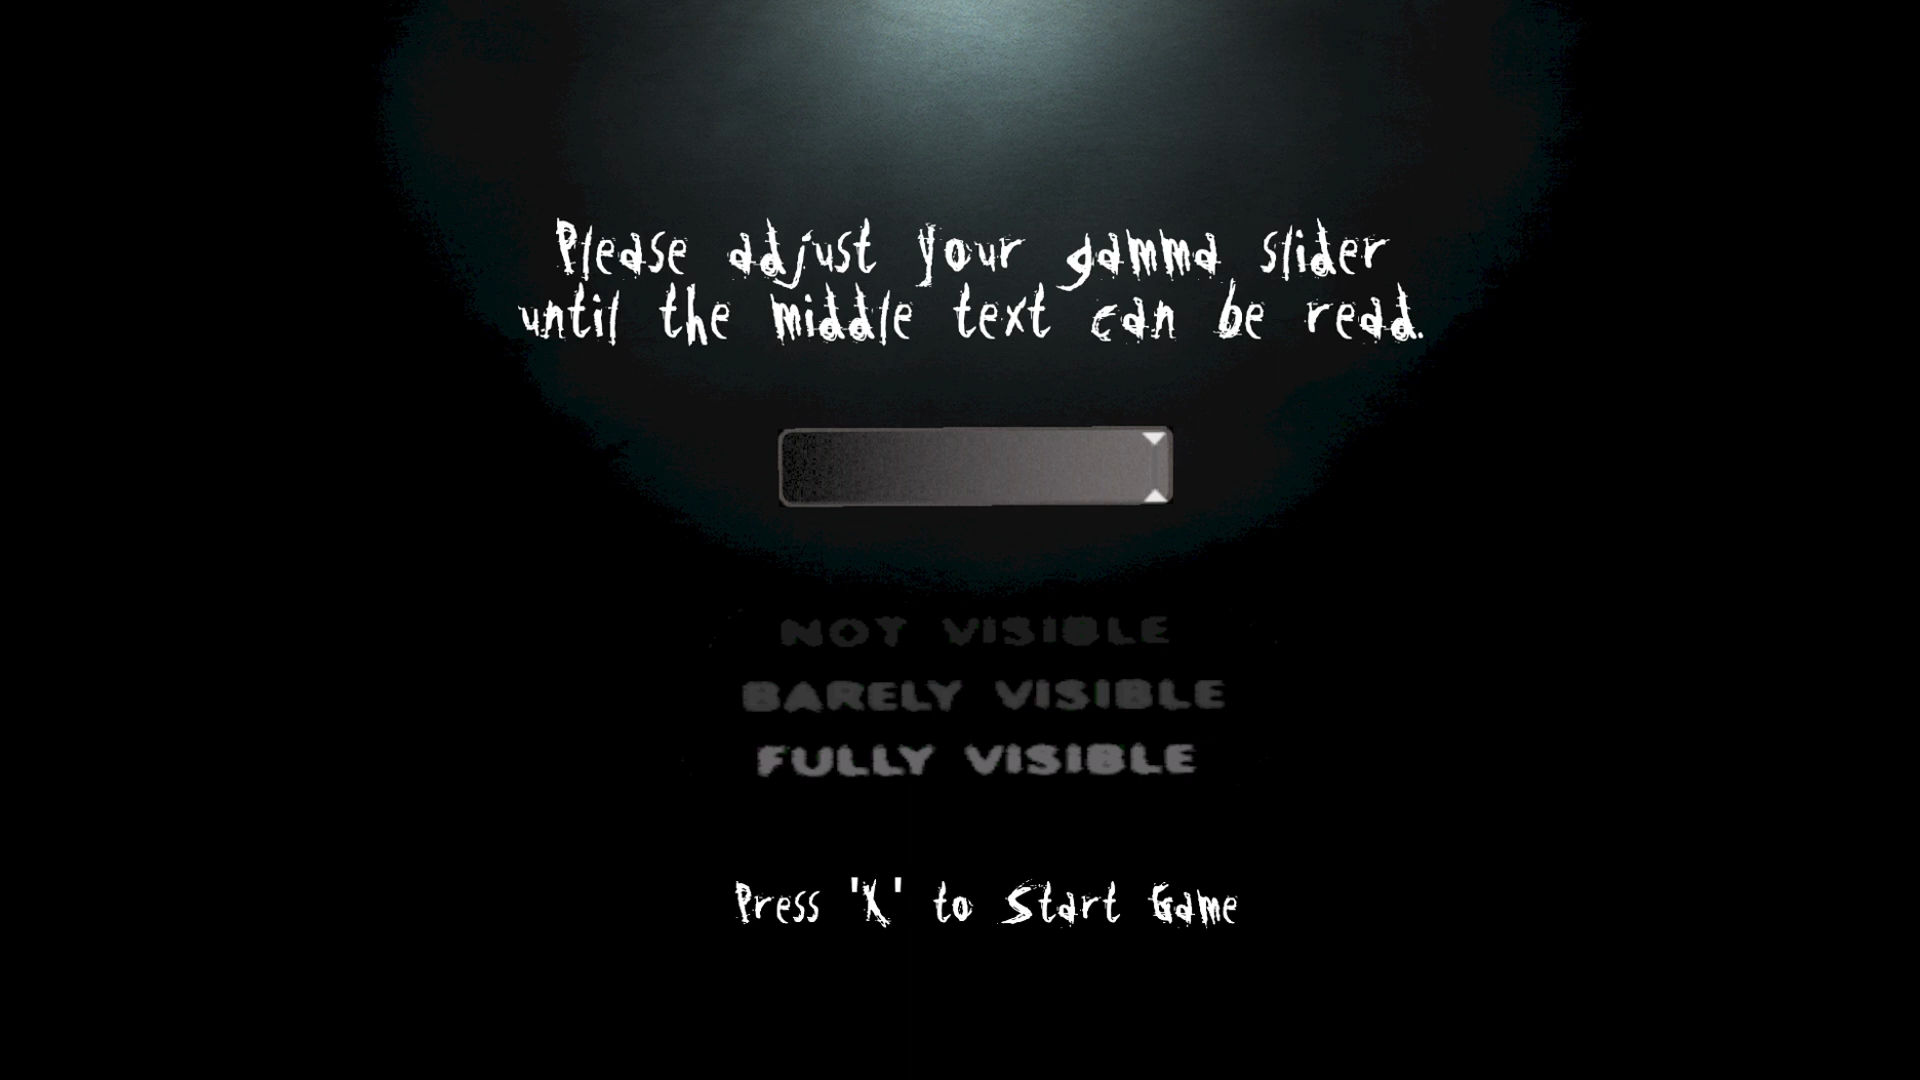 Please adjust your gamma slider
until the middle text can be read.
NOT VISIBLE
BARELY VISIBLE
FULLY VISIBLE
Press 'X' to Start Game